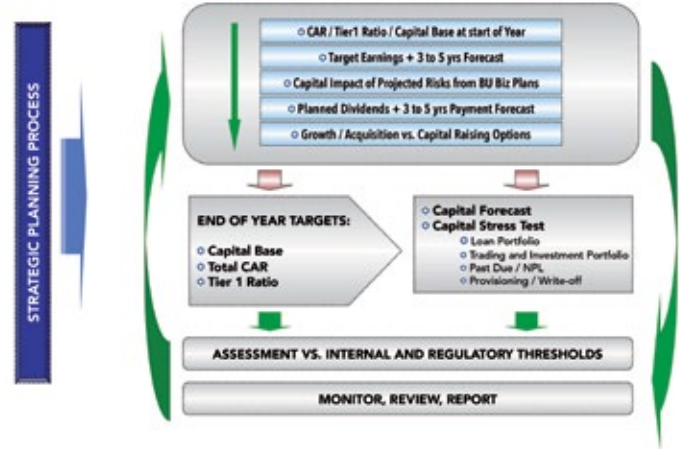 STRATEGIC PLANNING PROCESS
CAR / Tier1 Ratio / Capital Base at start of Year
Target Earnings + 3 to 5 yrs Forecast
Capital Impact of Projected Risks from BU Biz Plans
Planned Dividends + 3 to 5 yrs Payment Forecast
Growth / Acquisition vs. Capital Raising Options
END OF YEAR TARGETS:
Capital Base
Total CAR
Tier 1 Ratio
Capital Forecast
Capital Stress Test
Loan Portfolio
Trading and Investment Portfolio
Past Due / NPL
Provisioning / Write-off
ASSESSMENT VS. INTERNAL AND REGULATORY THRESHOLDS
MONITOR, REVIEW, REPORT